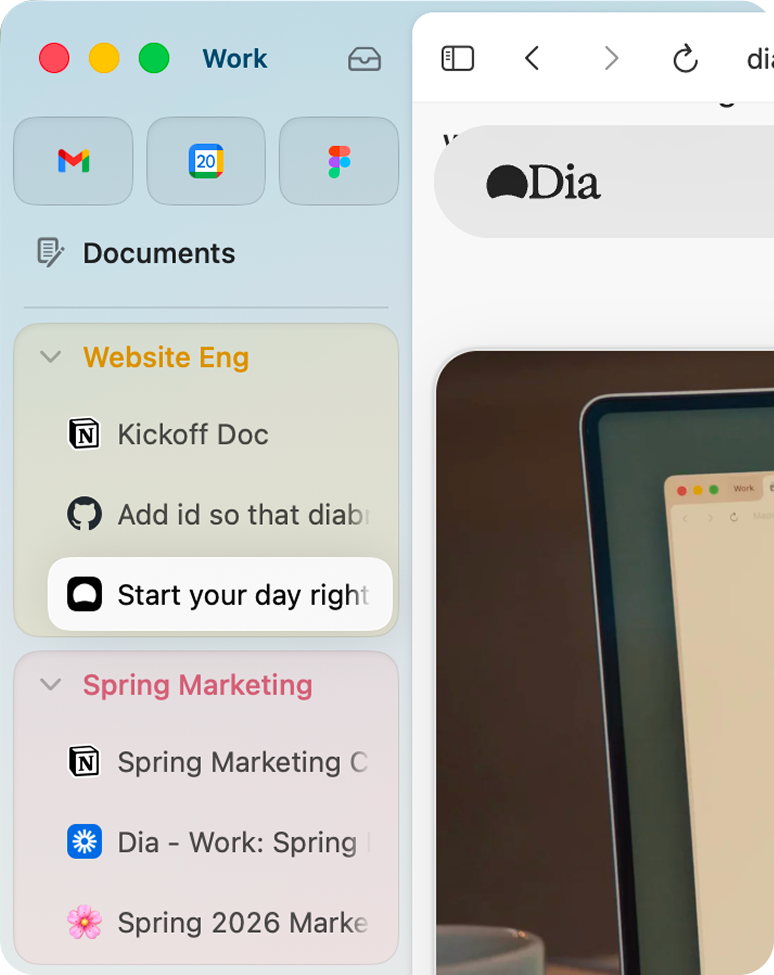 Work
20
Documents
Website Eng
Kickoff Doc
Add id so that diab
Start your day right
Spring Marketing
Spring Marketing C
Dia - Work: Spring
Spring 2026 Marke
dia
Dia
Work